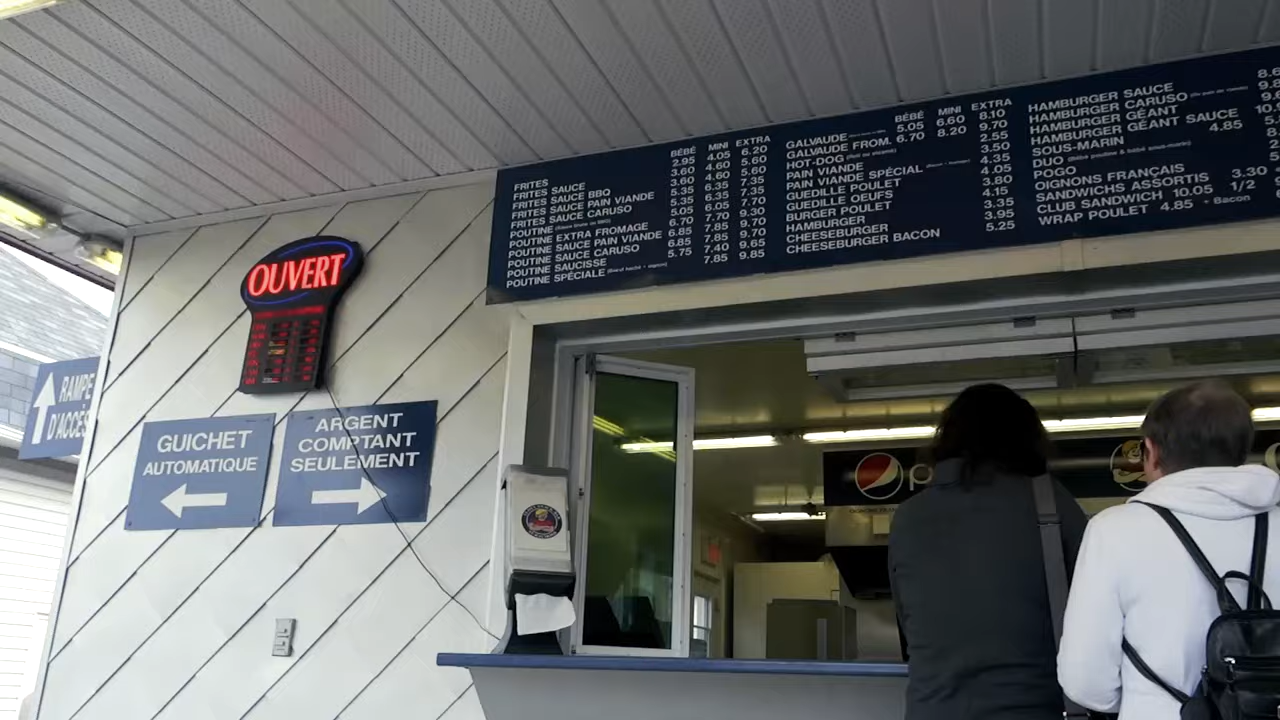 OUVERT
RAMPE
D'ACCÈS
GUICHET
AUTOMATIQUE
ARGENT
COMPTANT
SEULEMENT
BÉBÉ MINI EXTRA
FRITES 2.95 4.05 6.20
FRITES SAUCE 3.60 4.60 5.60
FRITES SAUCE BBQ 3.60 4.60 5.60
FRITES SAUCE PAIN VIANDE 5.35 6.35 7.35
FRITES SAUCE CARUSO 5.35 6.35 7.35
POUTINE 5.05 6.05 7.70
POUTINE EXTRA FROMAGE 6.70 7.70 9.30
POUTINE SAUCE PAIN VIANDE 6.85 7.85 9.70
POUTINE SAUCE CARUSO 6.85 7.85 9.70
POUTINE SAUCISSE 5.75 7.40 9.65
POUTINE SPÉCIALE 7.85 9.85
BÉBÉ MINI EXTRA
GALVAUDE 5.05 6.60 8.10
GALVAUDE FROM. 6.70 8.20 9.70
HOT-DOG 2.55
PAIN VIANDE 3.50
PAIN VIANDE SPÉCIAL 4.35
GUEDILLE POULET 4.05
GUEDILLE OEUFS 3.80
BURGER POULET 4.15
HAMBURGER 3.35
CHEESEBURGER 3.95
CHEESEBURGER BACON 5.25
HAMBURGER SAUCE
HAMBURGER CARUSO
HAMBURGER GÉANT
HAMBURGER GÉANT SAUCE
SOUS-MARIN 4.85
DUO (Bébé poutine & bébé sous-marin)
POGO
OIGNONS FRANÇAIS 3.30
SANDWICHS ASSORTIS
CLUB SANDWICH 10.05 1/2
WRAP POULET 4.85 + Bacon